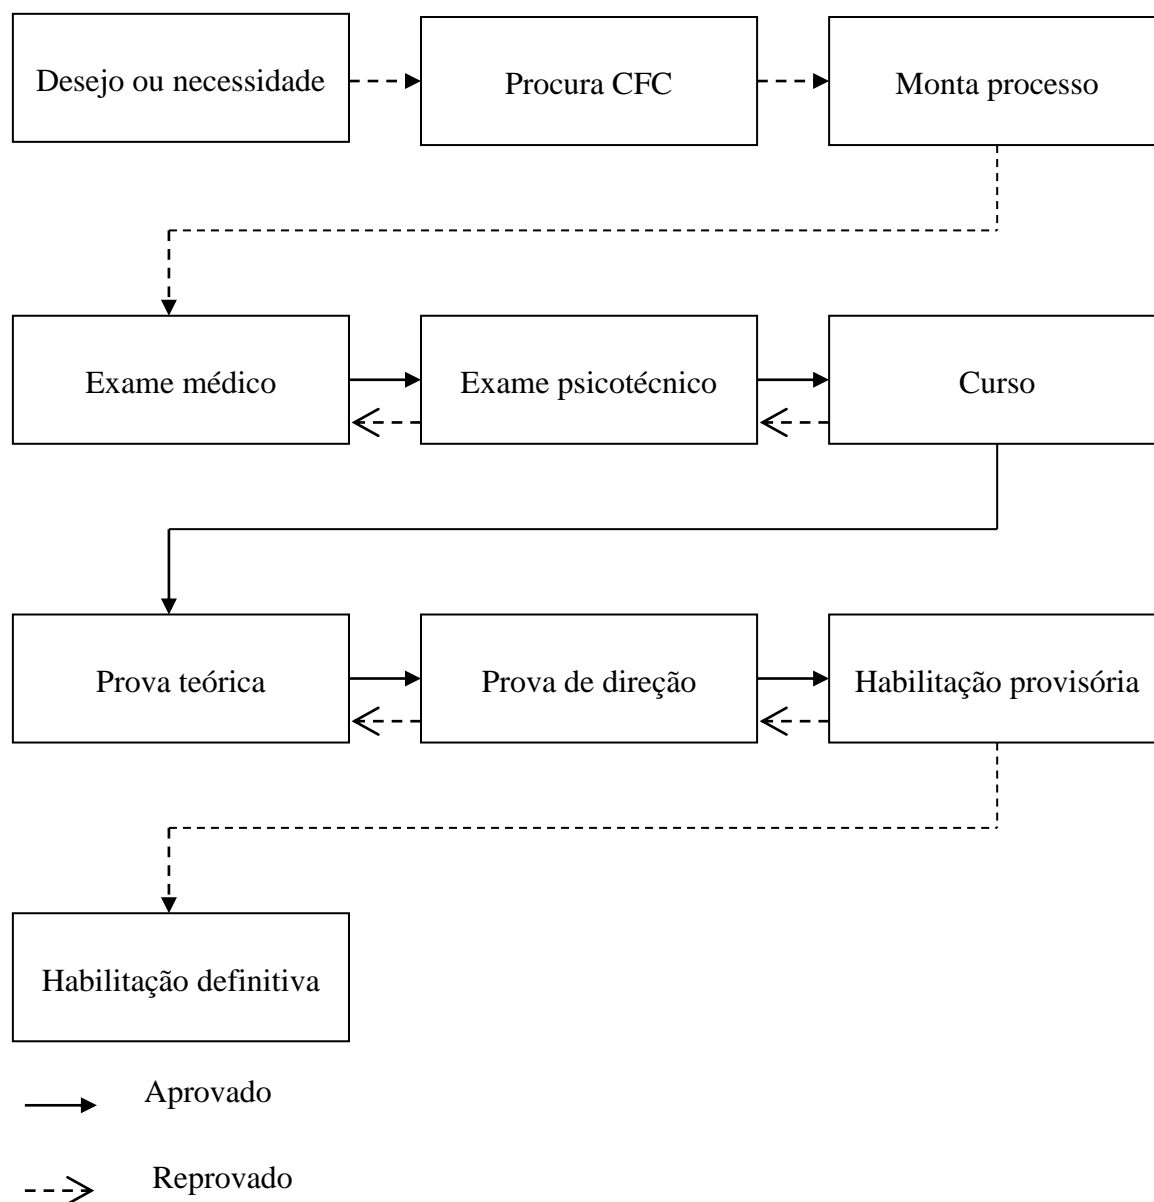 Desejo ou necessidade
Procura CFC
Monta processo
Exame médico
Exame psicotécnico
Curso
Prova teórica
Prova de direção
Habilitação provisória
Habilitação definitiva
Aprovado
Reprovado